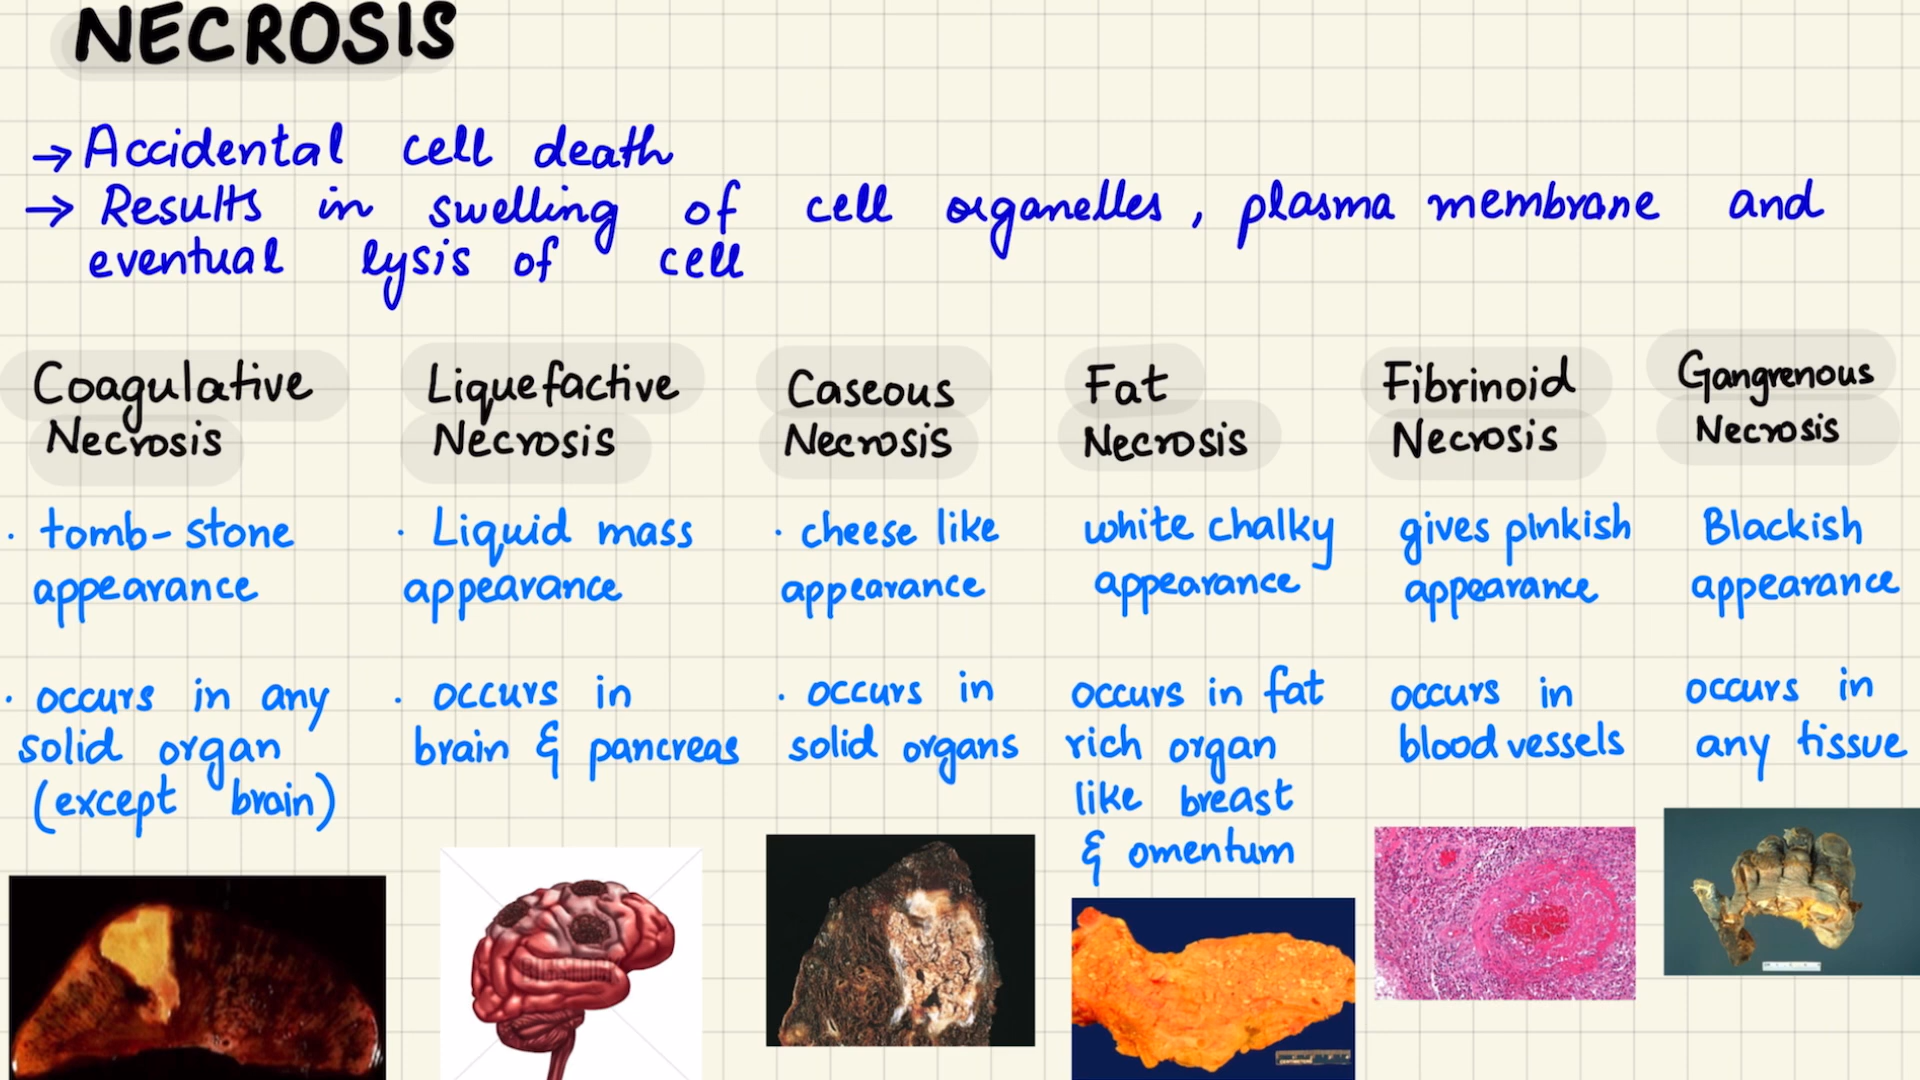 NECROSIS
→ Accidental cell death
→ Results in swelling of cell organelles, plasma membrane and
eventual lysis of cell
Coagulative
Necrosis
· tomb-stone
appearance
· occurs in any
solid organ
(except brain)
Liquefactive
Necrosis
· Liquid mass
appearance
· occurs in
brain & pancreas
Caseous
Necrosis
· cheese like
appearance
· occurs in
solid organs
Fat
Necrosis
white chalky
appearance
occurs in fat
rich organ
like breast
& omentum
Fibrinoid
Necrosis
gives pinkish
appearance
occurs in
blood vessels
Gangrenous
Necrosis
Blackish
appearance
occurs in
any tissue